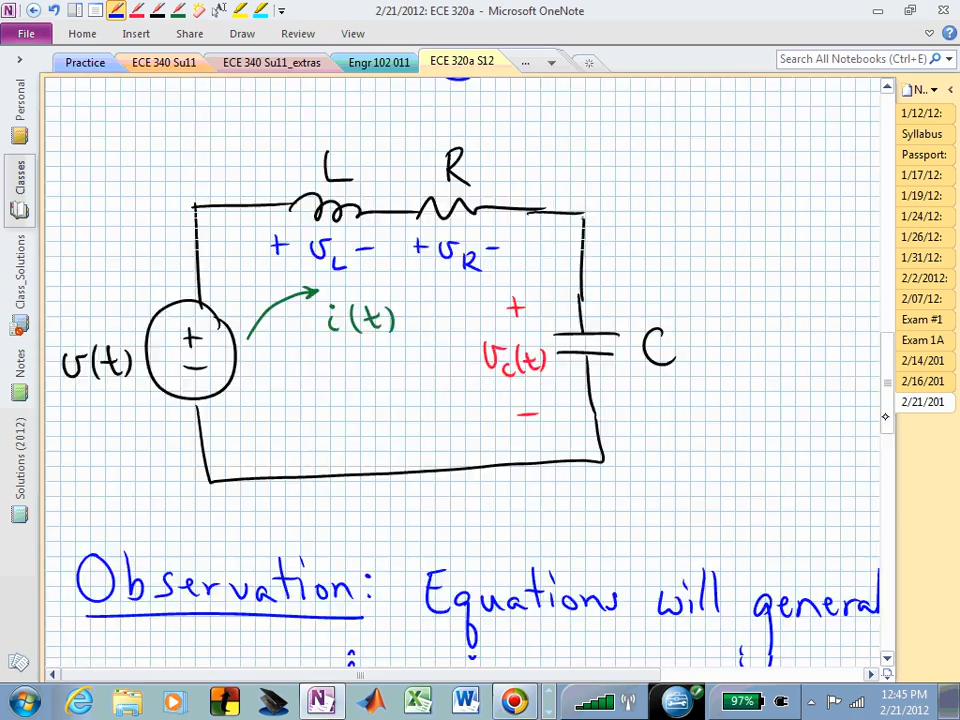 2/21/2012: ECE 320a - Microsoft OneNote
File Home Insert Share Draw Review View
Practice ECE 340 Su11 ECE 340 Su11_extras Engr 102 011 ECE 320a S12 ...
Search All Notebooks (Ctrl+E)
Personal
Classes
Class_Solutions
Notes
Solutions (2012)
N..
1/12/12:
Syllabus
Passport:
1/17/12:
1/19/12:
1/24/12:
1/26/12:
1/31/12:
2/2/2012:
2/07/12:
Exam #1
Exam 1A
2/14/201
2/16/201
2/21/201
L R
+ v_L - + v_R -
i(t)
+
v(t)
+
-
v_c(t)
-
C
Observation: Equations will general
97%
12:45 PM
2/21/2012